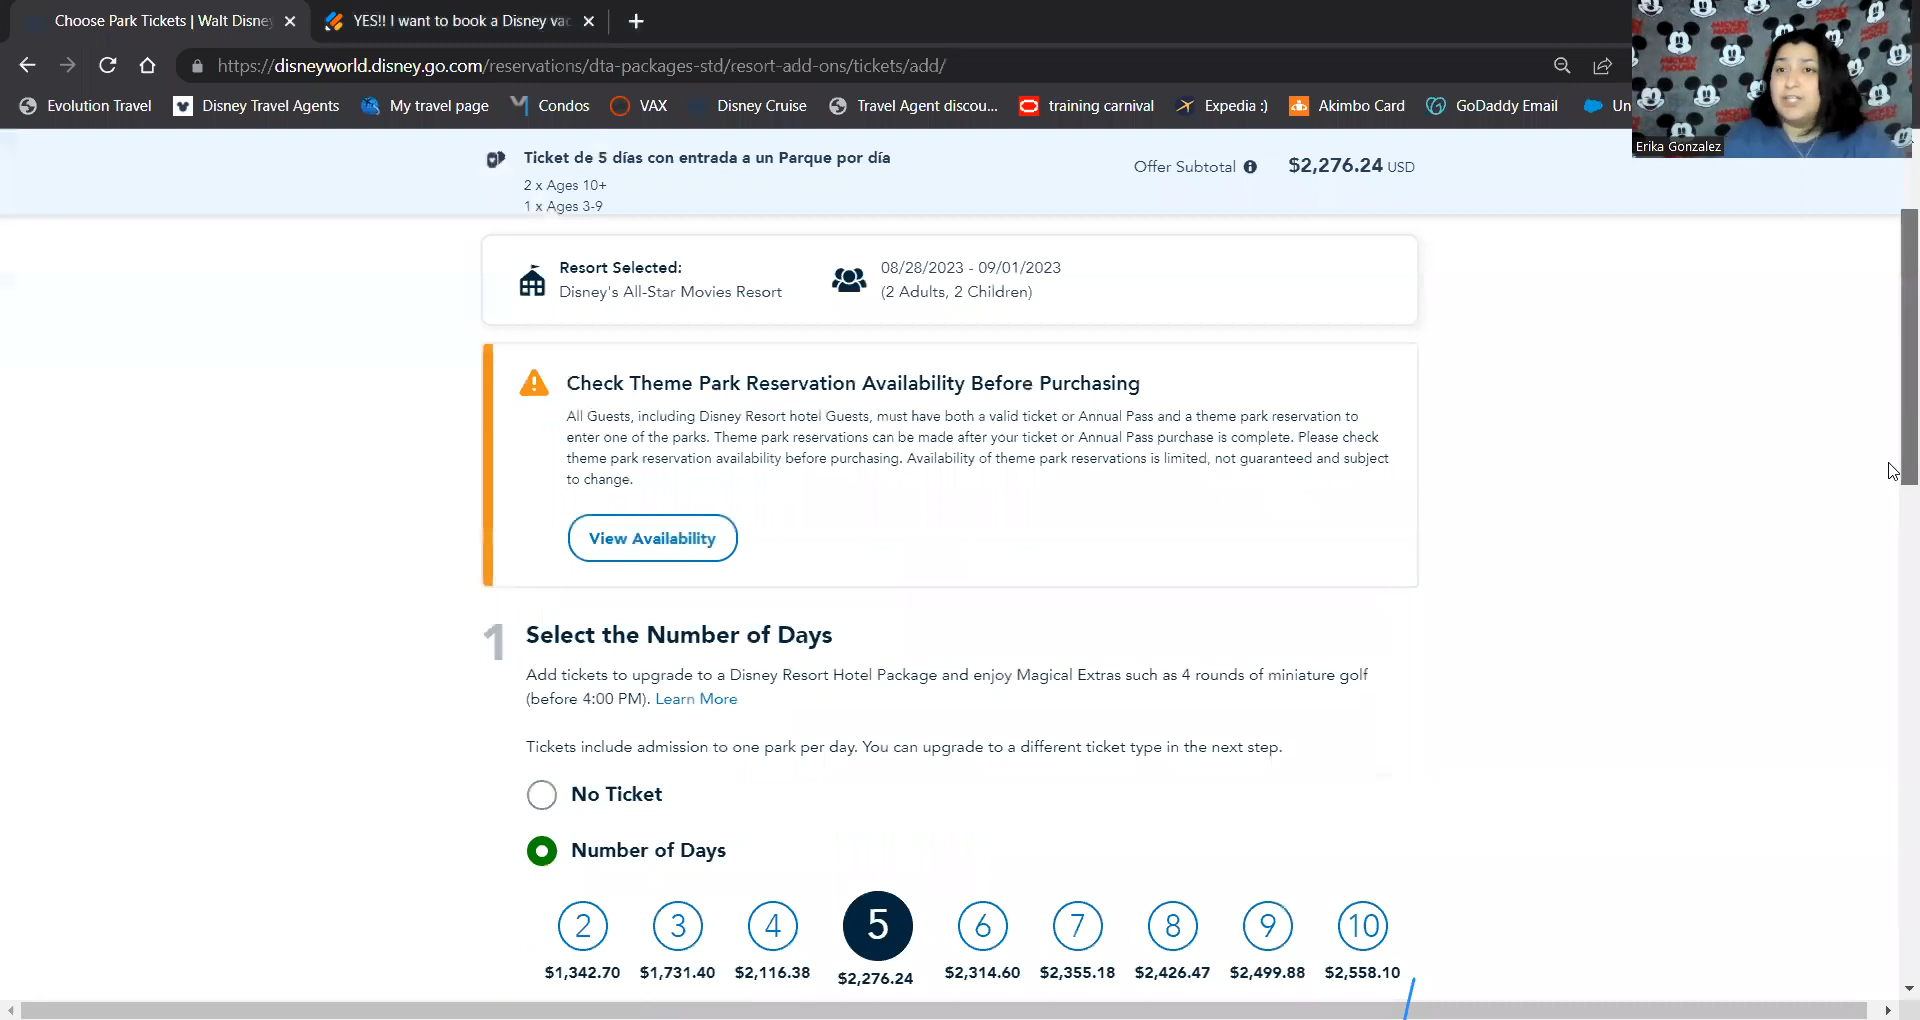 Choose Park Tickets | Walt Disne
YES!! I want to book a Disney va
https://disneyworld.disney.go.com/reservations/dta-packages-std/resort-add-ons/tickets/add/
Evolution Travel
Disney Travel Agents
My travel page
Condos
VAX
Disney Cruise
Travel Agent discou...
training carnival
Expedia :)
Akimbo Card
GoDaddy Email
Un
Erika Gonzalez
Ticket de 5 días con entrada a un Parque por día
2 x Ages 10+
1 x Ages 3-9
Offer Subtotal $2,276.24 USD
Resort Selected:
Disney's All-Star Movies Resort
08/28/2023 - 09/01/2023
(2 Adults, 2 Children)
Check Theme Park Reservation Availability Before Purchasing
All Guests, including Disney Resort hotel Guests, must have both a valid ticket or Annual Pass and a theme park reservation to
enter one of the parks. Theme park reservations can be made after your ticket or Annual Pass purchase is complete. Please check
theme park reservation availability before purchasing. Availability of theme park reservations is limited, not guaranteed and subject
to change.
View Availability
1 Select the Number of Days
Add tickets to upgrade to a Disney Resort Hotel Package and enjoy Magical Extras such as 4 rounds of miniature golf
(before 4:00 PM). Learn More
Tickets include admission to one park per day. You can upgrade to a different ticket type in the next step.
No Ticket
Number of Days
2 3 4 5 6 7 8 9 10
$1,342.70 $1,731.40 $2,116.38 $2,276.24 $2,314.60 $2,355.18 $2,426.47 $2,499.88 $2,558.10